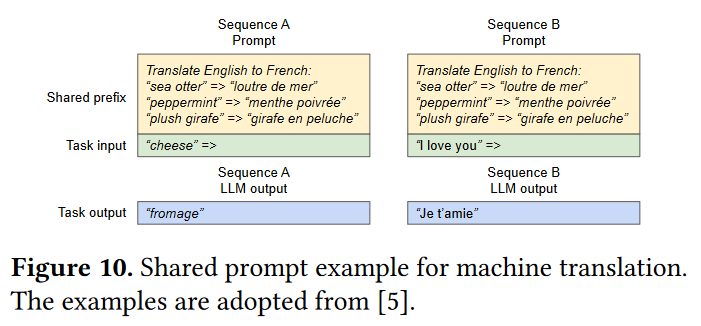 Sequence A
Prompt
Sequence B
Prompt
Shared prefix
Translate English to French:
“sea otter” => “loutre de mer”
“peppermint” => “menthe poivrée”
“plush girafe” => “girafe en peluche”
Translate English to French:
“sea otter” => “loutre de mer”
“peppermint” => “menthe poivrée”
“plush girafe” => “girafe en peluche”
Task input
“cheese” =>
“I love you” =>
Sequence A
LLM output
Sequence B
LLM output
Task output
“fromage”
“Je t’amie”
Figure 10. Shared prompt example for machine translation.
The examples are adopted from [5].